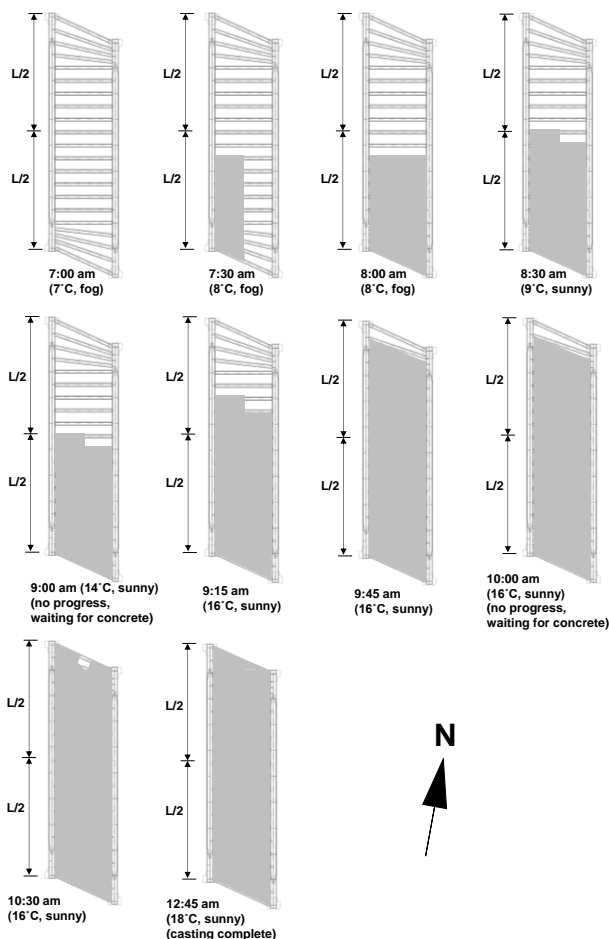 L/2
L/2
7:00 am
(7˚C, fog)
L/2
L/2
7:30 am
(8˚C, fog)
L/2
L/2
8:00 am
(8˚C, fog)
L/2
L/2
8:30 am
(9˚C, sunny)
L/2
L/2
9:00 am (14˚C, sunny)
(no progress,
waiting for concrete)
L/2
L/2
9:15 am
(16˚C, sunny)
L/2
L/2
9:45 am
(16˚C, sunny)
L/2
L/2
10:00 am
(16˚C, sunny)
(no progress,
waiting for concrete)
L/2
L/2
10:30 am
(16˚C, sunny)
L/2
L/2
12:45 am
(18˚C, sunny)
(casting complete)
N